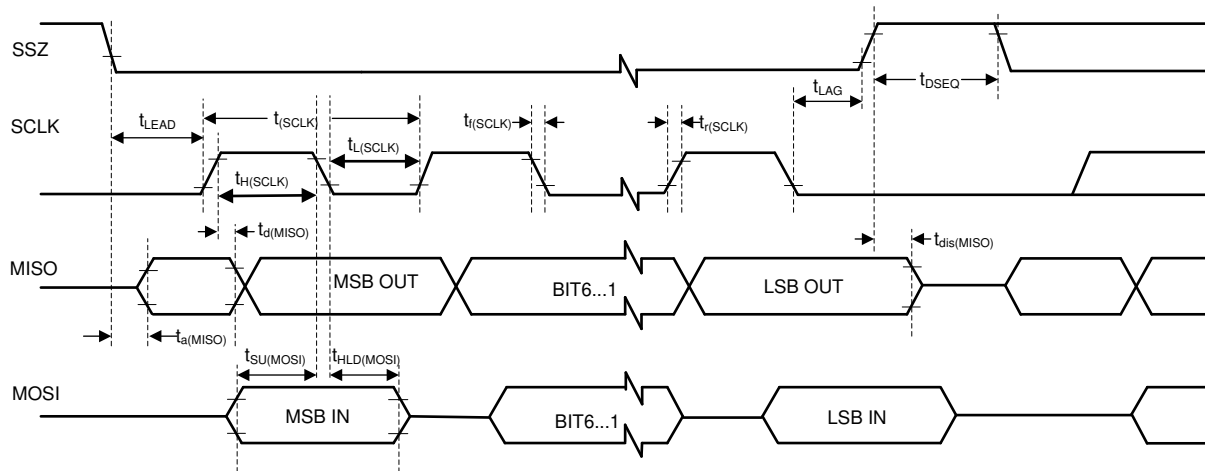 SSZ
tLAG
tDSEQ
SCLK
tLEAD
t(SCLK)
tf(SCLK)
tr(SCLK)
tL(SCLK)
tH(SCLK)
td(MISO)
tdis(MISO)
MISO
MSB OUT
BIT6...1
LSB OUT
ta(MISO)
tSU(MOSI)
tHLD(MOSI)
MOSI
MSB IN
BIT6...1
LSB IN